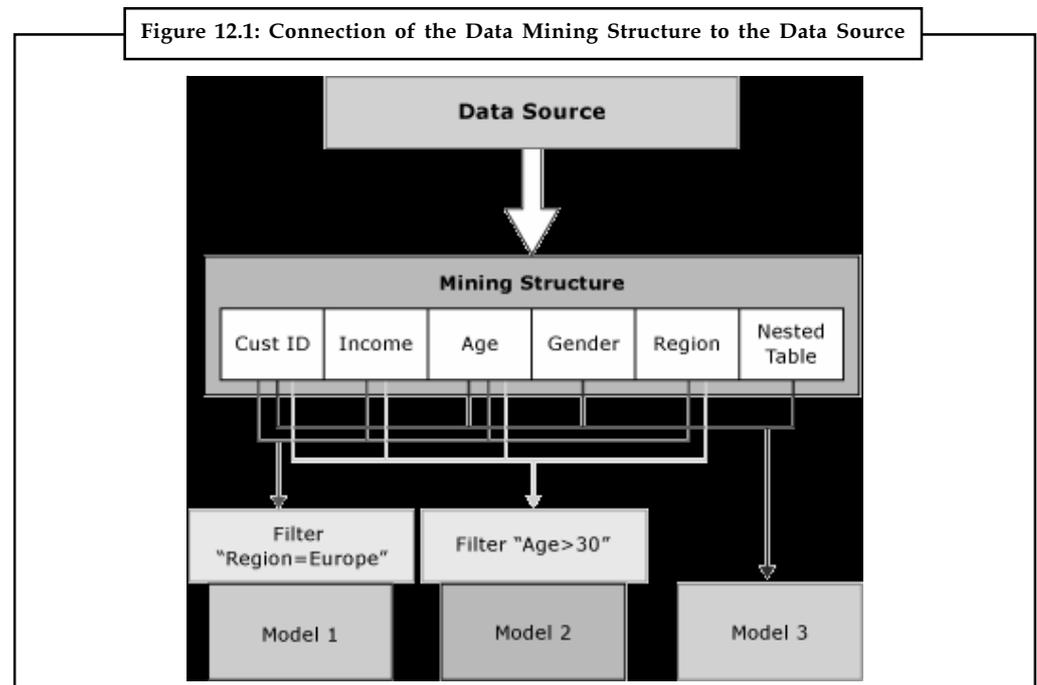 Figure 12.1: Connection of the Data Mining Structure to the Data Source
Data Source
Mining Structure
Cust ID Income Age Gender Region Nested
Table
Filter
"Region=Europe"
Filter "Age>30"
Model 1 Model 2 Model 3